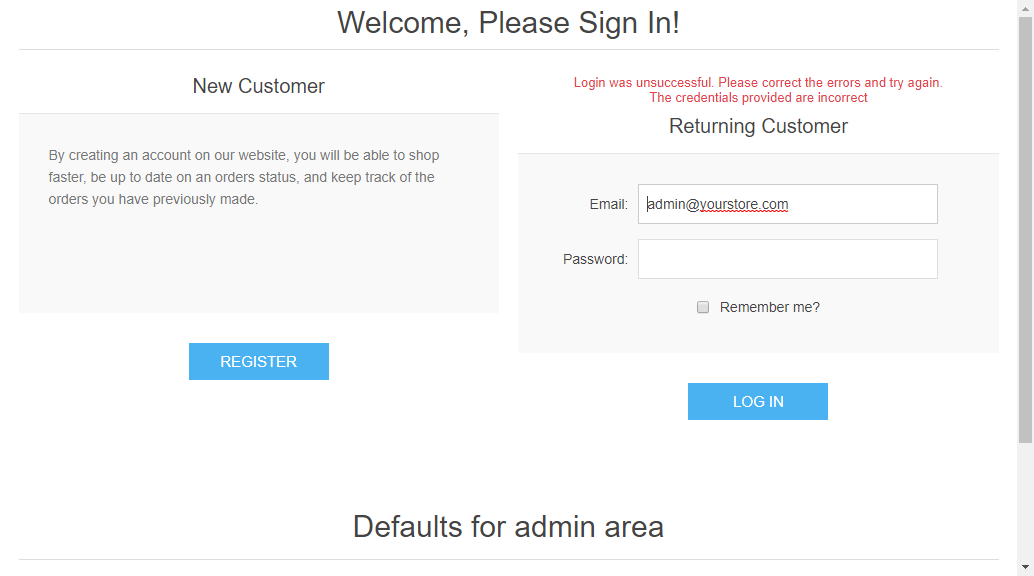 Welcome, Please Sign In!
New Customer
By creating an account on our website, you will be able to shop
faster, be up to date on an orders status, and keep track of the
orders you have previously made.
REGISTER
Login was unsuccessful. Please correct the errors and try again.
The credentials provided are incorrect
Returning Customer
Email: admin@yourstore.com
Password:
Remember me?
LOG IN
Defaults for admin area